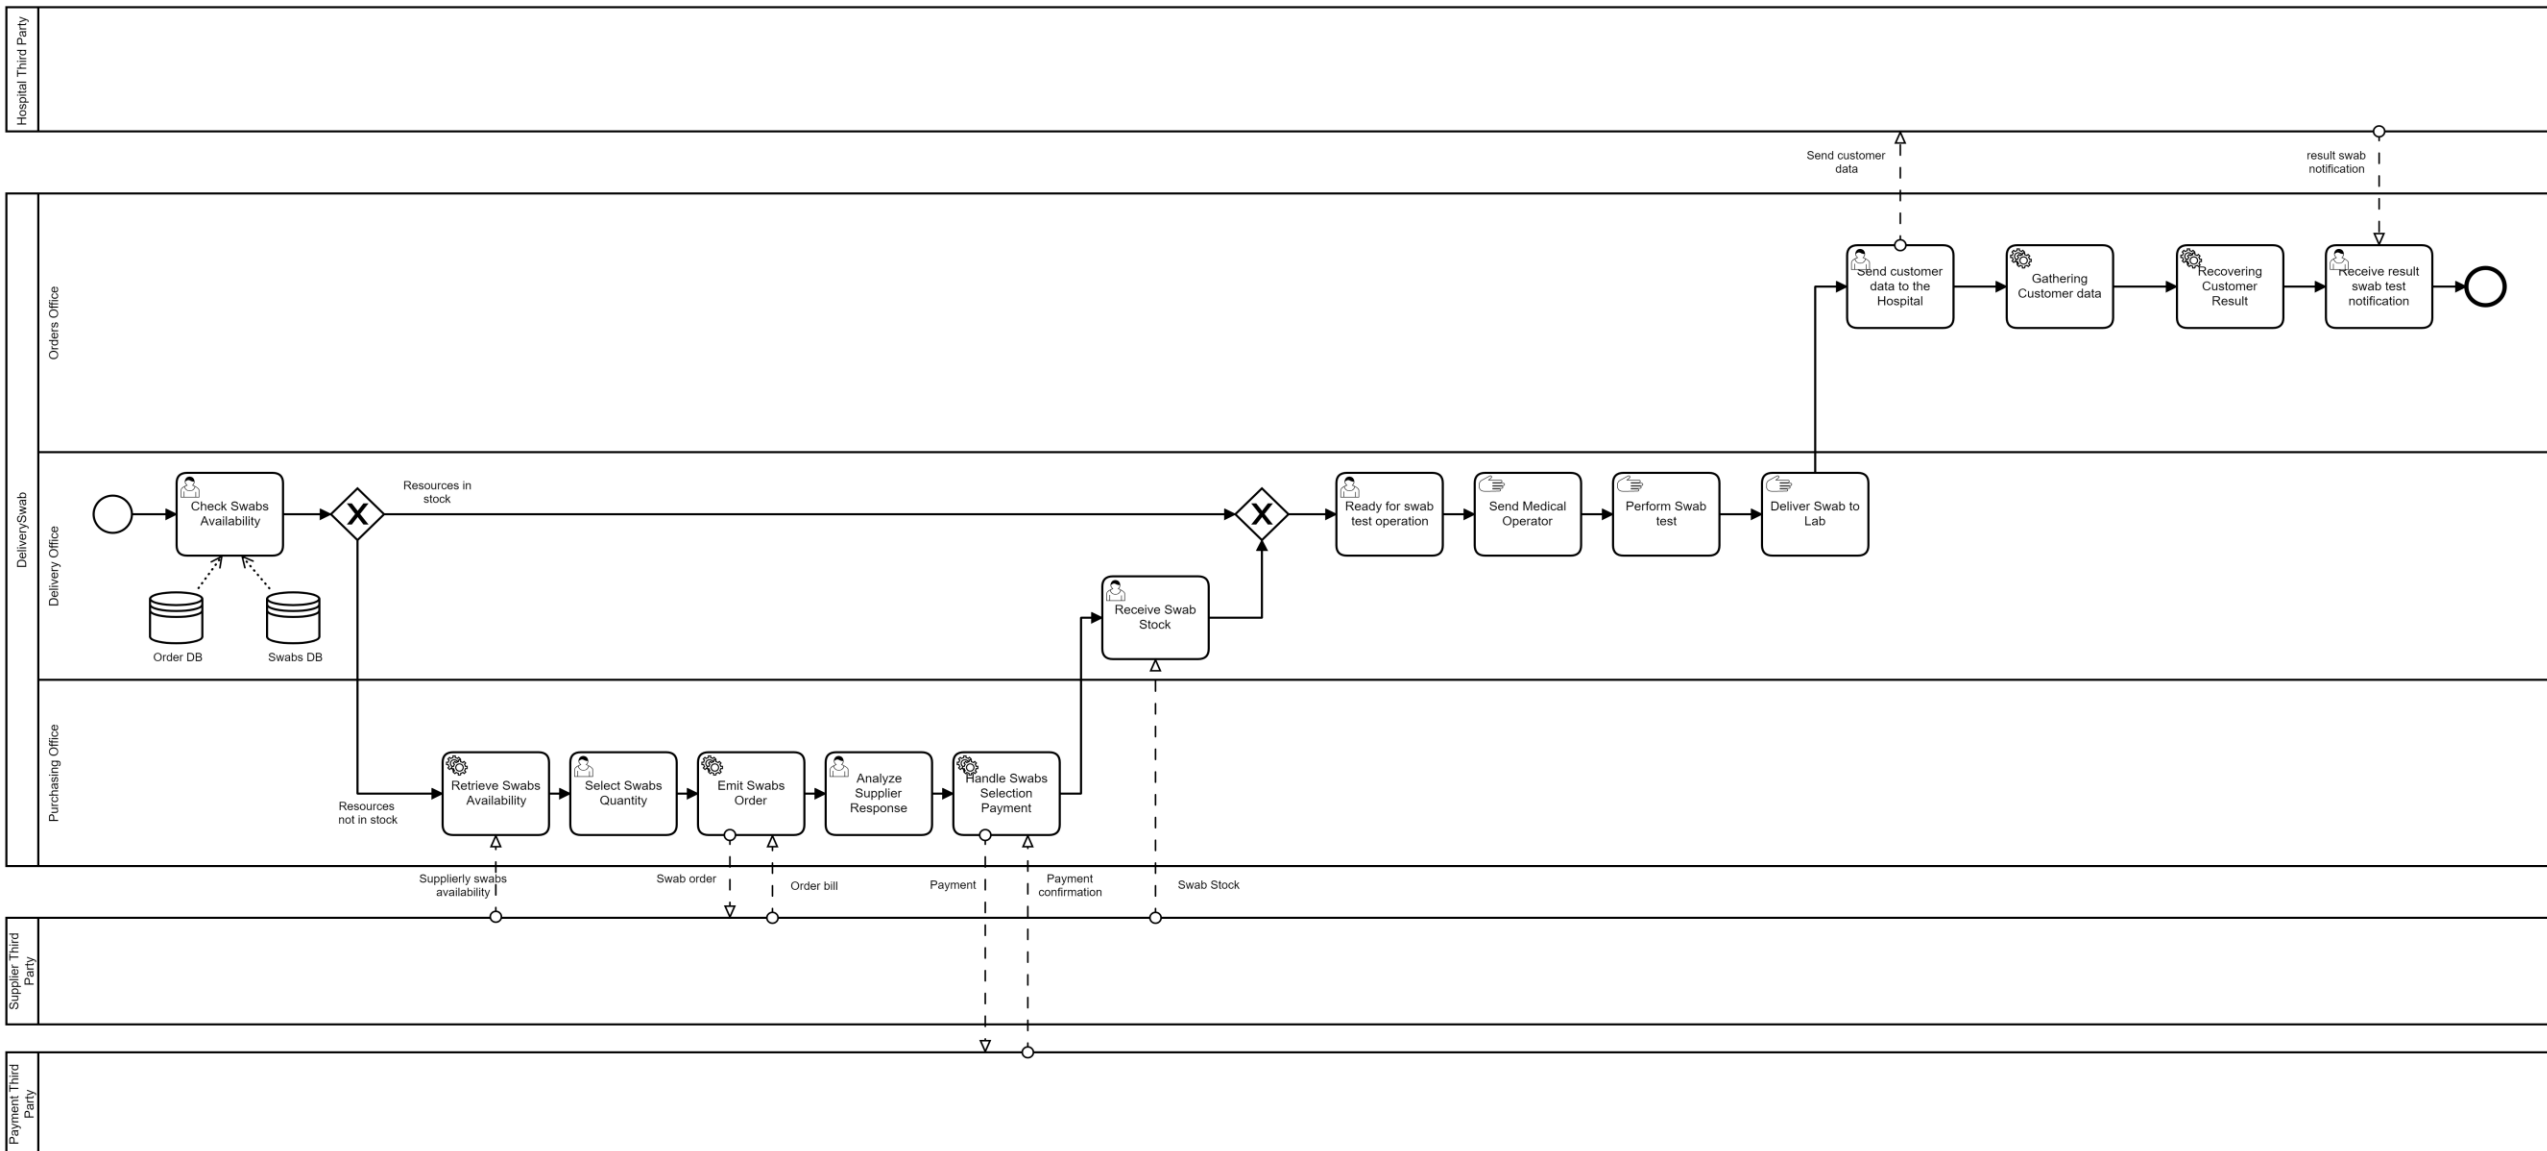 Hospital Third Party
Send customer
data
result swab
notification
DeliverySwab
Orders Office
Send customer
data to the
Hospital
Gathering
Customer data
Recovering
Customer
Result
Receive result
swab test
notification
Delivery Office
Check Swabs
Availability
Order DB
Swabs DB
Resources in
stock
Receive Swab
Stock
Ready for swab
test operation
Send Medical
Operator
Perform Swab
test
Deliver Swab to
Lab
Purchasing Office
Resources
not in stock
Retrieve Swabs
Availability
Select Swabs
Quantity
Emit Swabs
Order
Analyze
Supplier
Response
Handle Swabs
Selection
Payment
Supplierly swabs
availability
Swab order
Order bill
Payment
Payment
confirmation
Swab Stock
Supplier Third
Party
Payment Third
Party